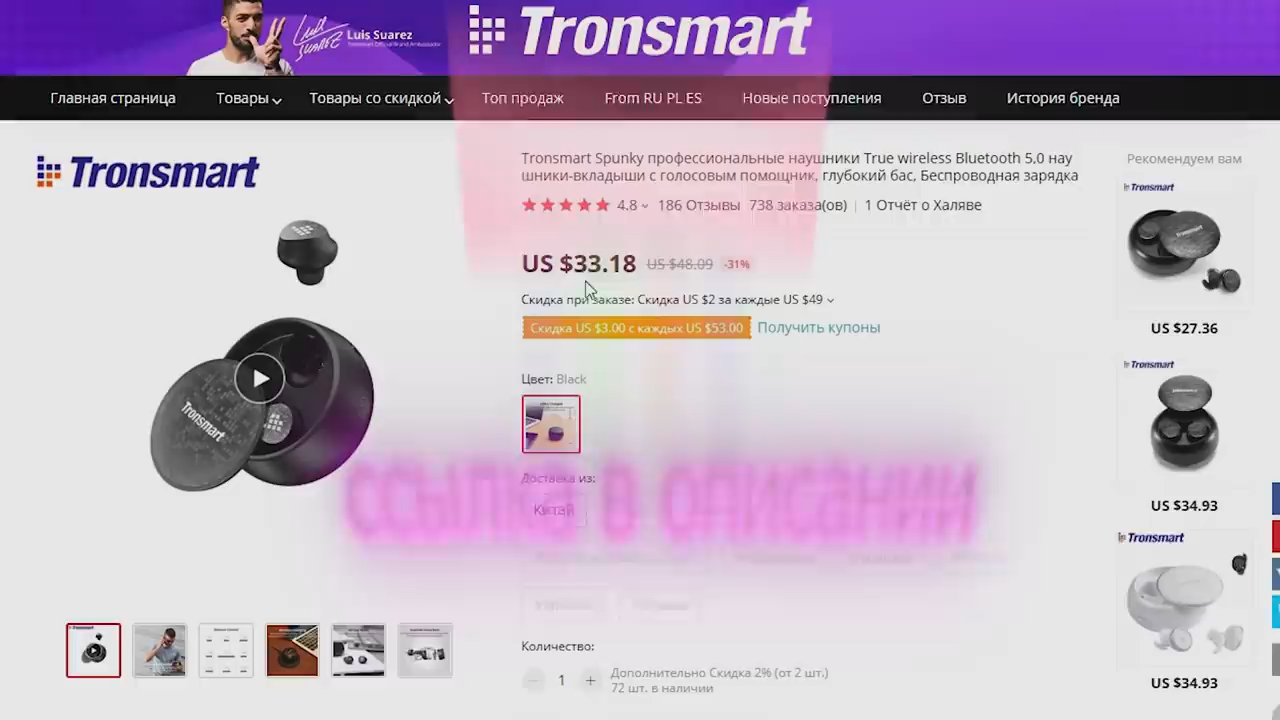 Luis Suarez
Tronsmart
Главная страница
Товары
Товары со скидкой
Топ продаж
From RU PL ES
Новые поступления
Отзыв
История бренда
Tronsmart
Tronsmart Spunky профессиональные наушники True wireless Bluetooth 5,0 нау
шники-вкладыши с голосовым помощник, глубокий бас, Беспроводная зарядка
4.8 186 Отзывы 738 заказа(ов) | 1 Отчёт о Халяве
US $33.18 US $48.09 -31%
Скидка при заказе: Скидка US $2 за каждые US $49
Скидка US $3.00 с каждых US $53.00 Получить купоны
Цвет: Black
Tronsmart
ссылка в описании
Доставка из:
Китай
Количество:
1
Дополнительно Скидка 2% (от 2 шт.)
72 шт. в наличии
Рекомендуем вам
Tronsmart
US $27.36
Tronsmart
US $34.93
Tronsmart
US $34.93